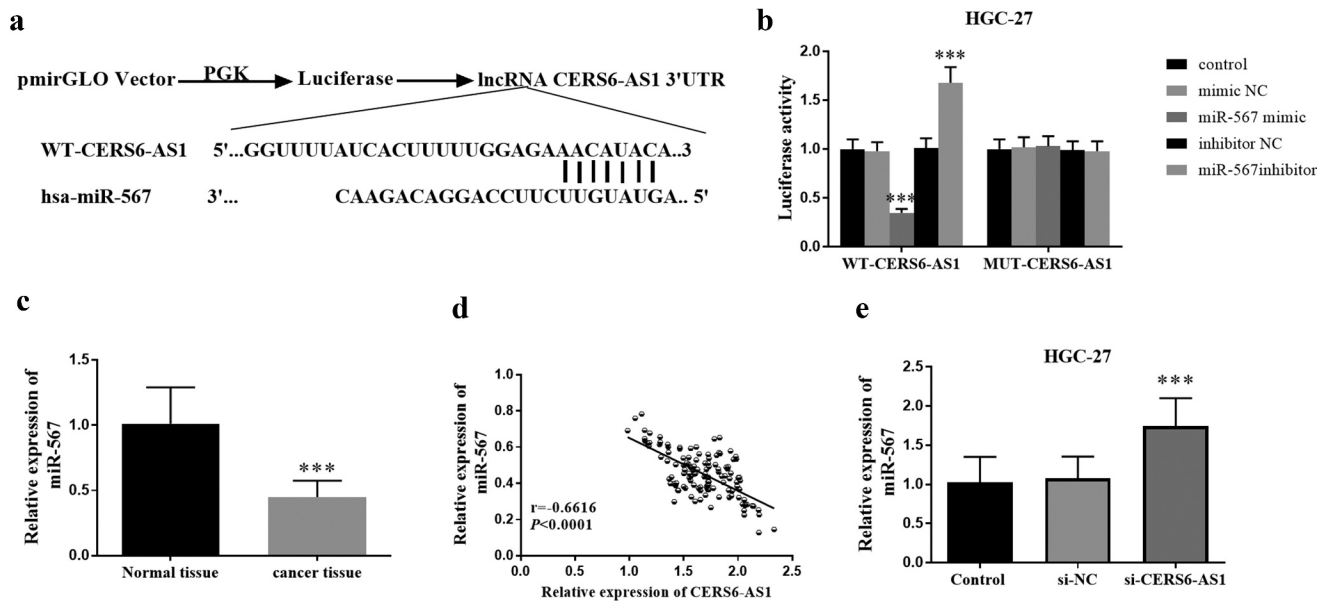 a
pmirGLO Vector PGK Luciferase lncRNA CERS6-AS1 3'UTR
WT-CERS6-AS1 5'...GGUUUUAUCACUUUUUGGAGAAACAUACA..3
hsa-miR-567 3'... CAAGACAGGACCUUCUUGUAUGA.. 5'
b
HGC-27
Luciferase activity
2.0
1.5
1.0
0.5
0.0
***
***
WT-CERS6-AS1 MUT-CERS6-AS1
control
mimic NC
miR-567 mimic
inhibitor NC
miR-567inhibitor
c
Relative expression of
miR-567
1.5
1.0
0.5
0.0
***
Normal tissue cancer tissue
d
Relative expression of
miR-567
1.0
0.8
0.6
0.4
0.2
0.0
r=-0.6616
P<0.0001
0.0 0.5 1.0 1.5 2.0 2.5
Relative expression of CERS6-AS1
e
HGC-27
Relative expression of
miR-567
2.5
2.0
1.5
1.0
0.5
0.0
***
Control si-NC si-CERS6-AS1